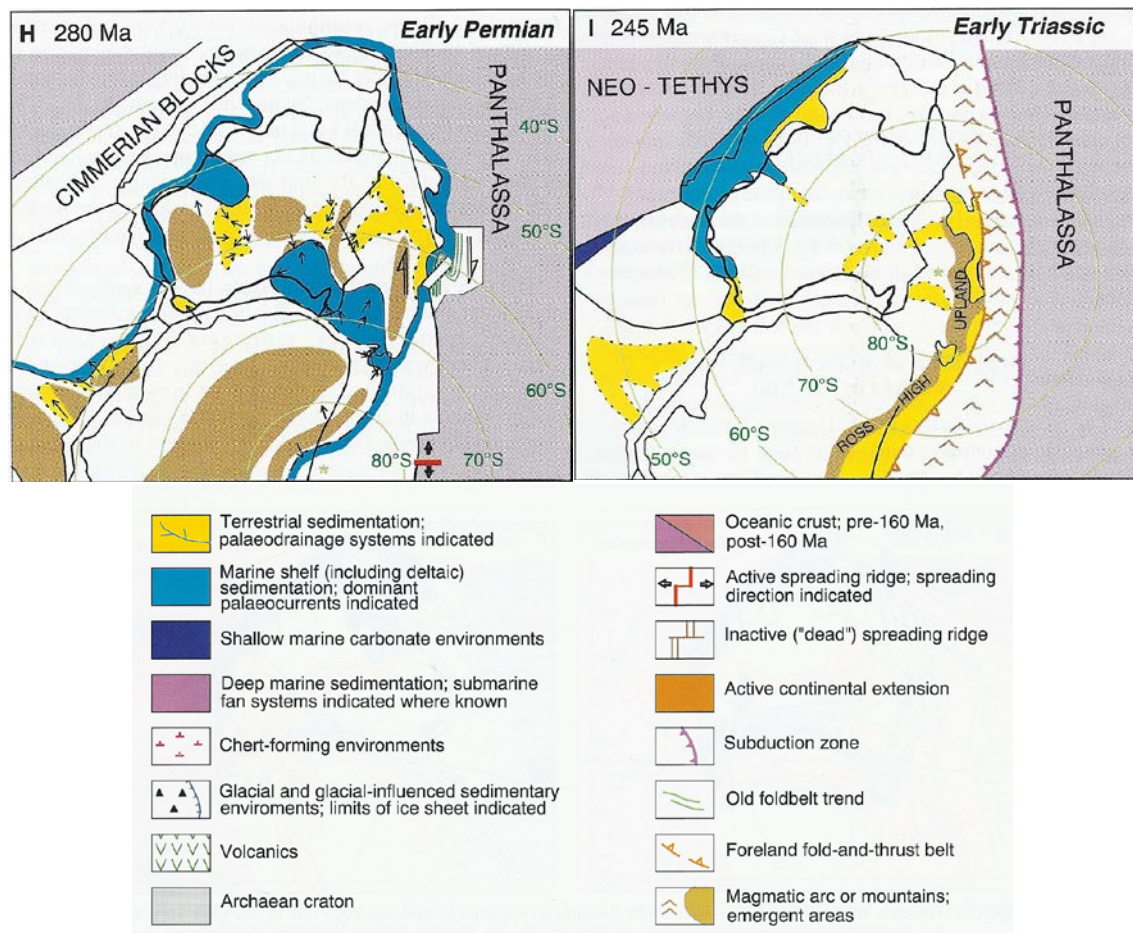 H 280 Ma
Early Permian
CIMMERIAN BLOCKS
PANTHALASSA
40°S
50°S
60°S
80°S
70°S
I 245 Ma
Early Triassic
NEO - TETHYS
PANTHALASSA
UPLAND
80°S
70°S
HIGH
60°S
ROSS
50°S
Terrestrial sedimentation;
palaeodrainage systems indicated
Marine shelf (including deltaic)
sedimentation; dominant
palaeocurrents indicated
Shallow marine carbonate environments
Deep marine sedimentation; submarine
fan systems indicated where known
Chert-forming environments
Glacial and glacial-influenced sedimentary
enviroments; limits of ice sheet indicated
Volcanics
Archaean craton
Oceanic crust; pre-160 Ma,
post-160 Ma
Active spreading ridge; spreading
direction indicated
Inactive ("dead") spreading ridge
Active continental extension
Subduction zone
Old foldbelt trend
Foreland fold-and-thrust belt
Magmatic arc or mountains;
emergent areas